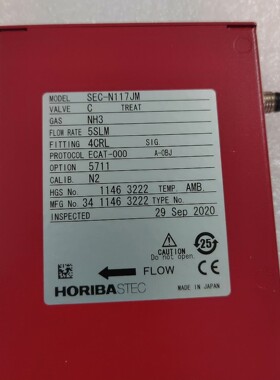 MODEL SEC-N117JM
VALVE C TREAT
GAS NH3
FLOW RATE 5SLM
FITTING 4CRL SIG.
PROTOCOL ECAT-000 A-OBJ
OPTION 5711
CALIB. N2
HGS No. 1146 3222 TEMP. AMB.
MFG No. 34 1146 3222 TYPE No.
INSPECTED 29 Sep 2020
FLOW
CAUTION
Do not open.
25
CE
HORIBASTEC
MADE IN JAPAN